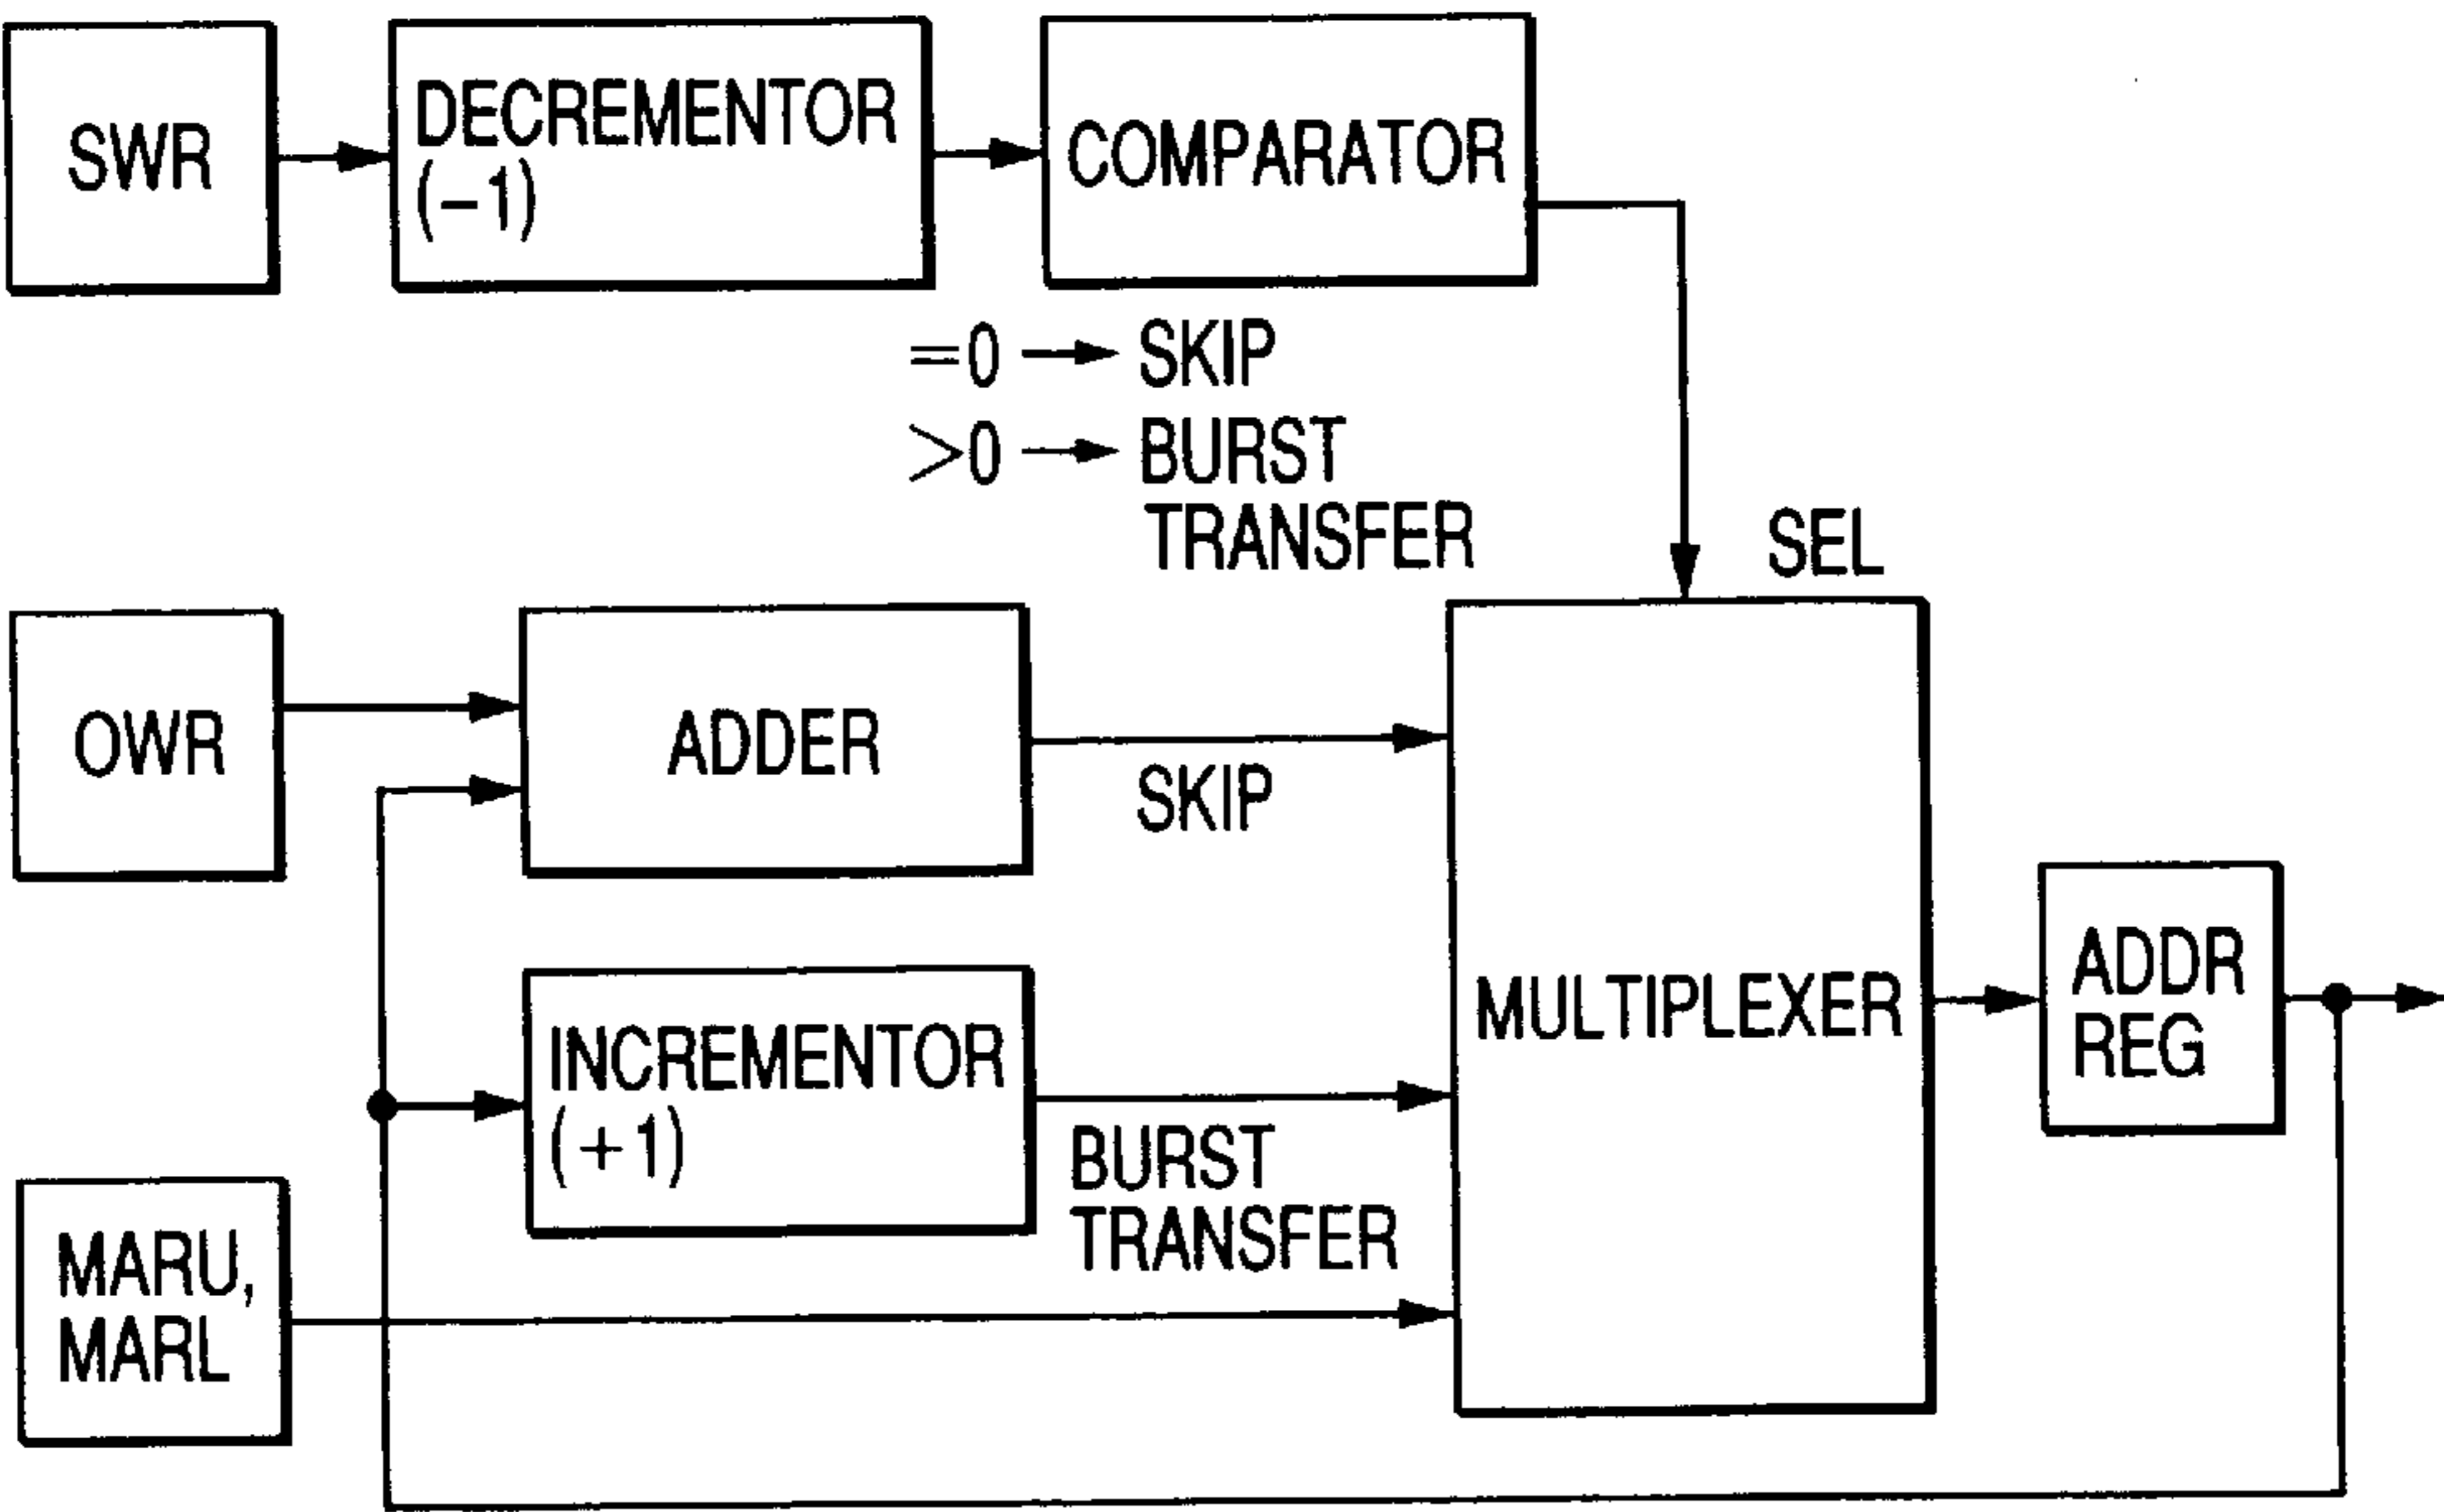 SWR
DECREMENTOR
(−1)
COMPARATOR
=0 → SKIP
>0 → BURST
TRANSFER
SEL
OWR
ADDER
SKIP
MULTIPLEXER
ADDR
REG
INCREMENTOR
(+1)
BURST
TRANSFER
MARU,
MARL